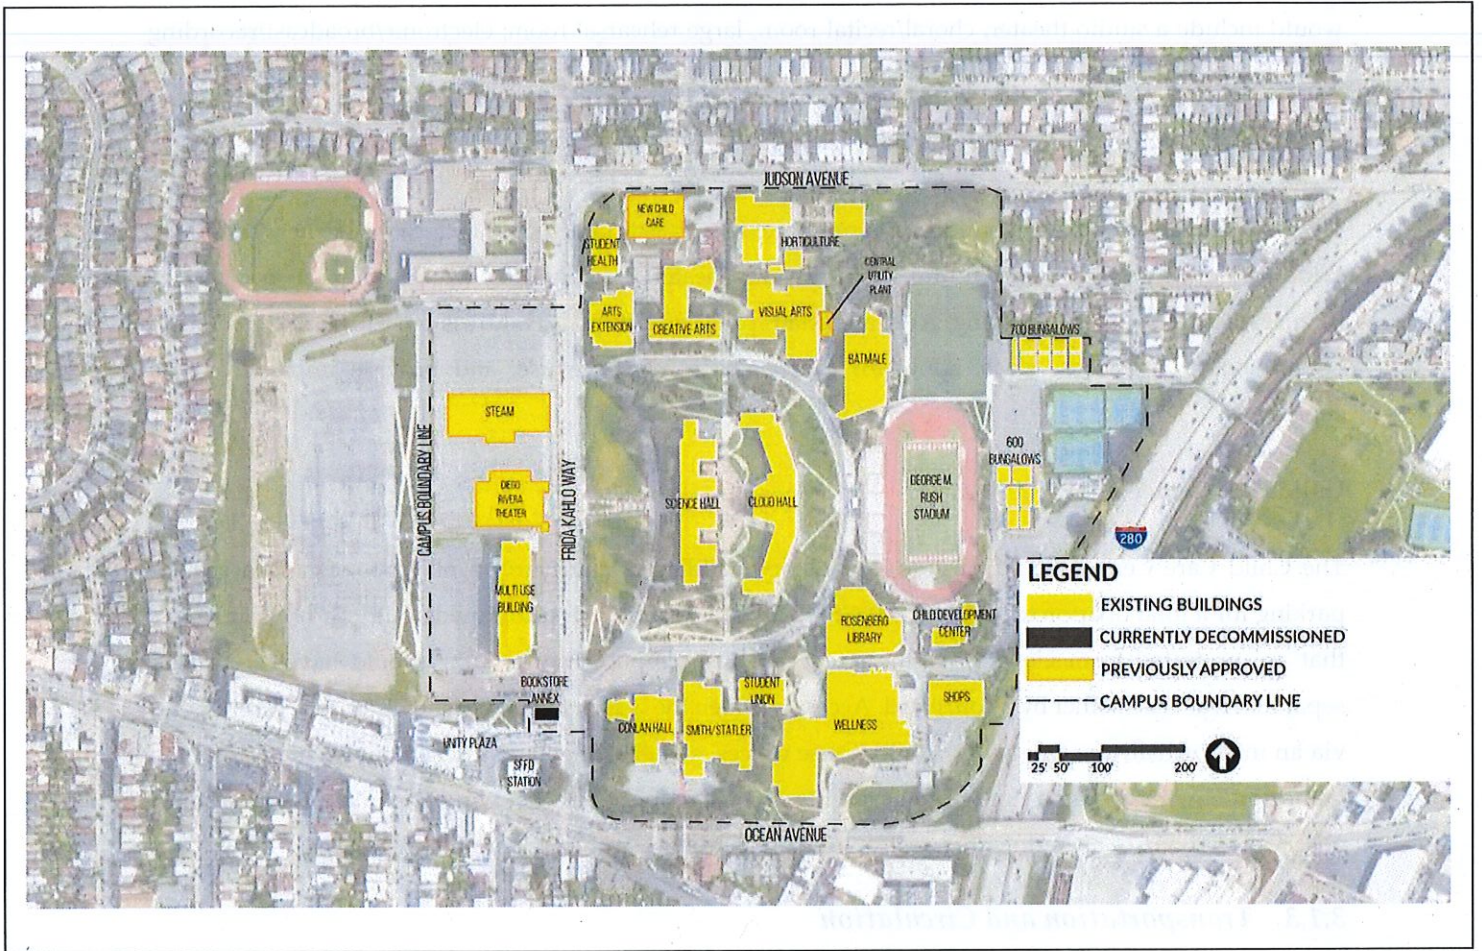 JUDSON AVENUE
NEW CHILD
CARE
STUDENT
HEALTH
HORTICULTURE
CENTRAL
UTILITY
PLANT
ARTS
EXTENSION
CREATIVE ARTS
VISUAL ARTS
BATMALE
700 BUNGALOWS
STEAM
CAMPUS BOUNDARY LINE
FRIDA KAHLO WAY
DIEGO
RIVERA
THEATER
SCIENCE HALL
CLOUD HALL
GEORGE M.
RUSH
STADIUM
600
BUNGALOWS
280
MULTI USE
BUILDING
ROSENBERG
LIBRARY
CHILD DEVELOPMENT
CENTER
BOOKSTORE
ANNEX
STUDENT
UNION
CONLAN HALL
SMITH/STATLER
WELLNESS
SHOPS
UNITY PLAZA
SFFD
STATION
OCEAN AVENUE
LEGEND
EXISTING BUILDINGS
CURRENTLY DECOMMISSIONED
PREVIOUSLY APPROVED
CAMPUS BOUNDARY LINE
25' 50' 100' 200'